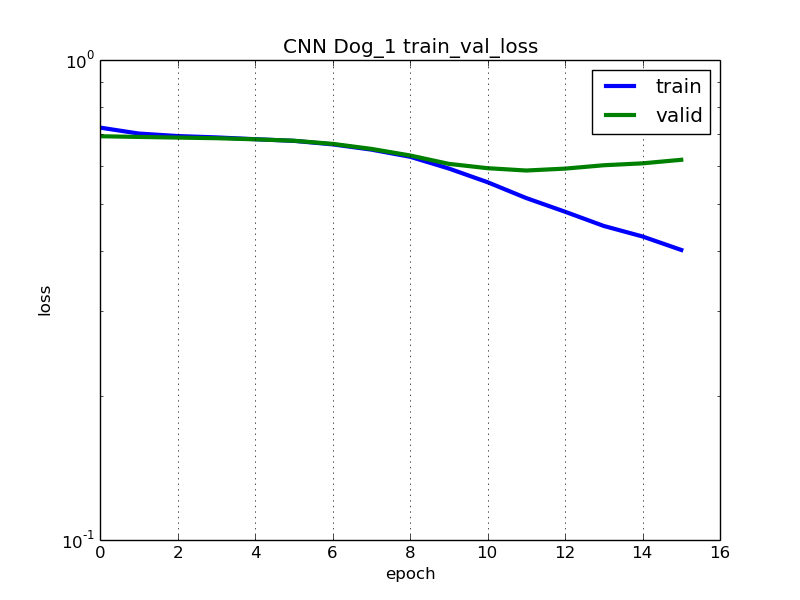 CNN Dog_1 train_val_loss
10^0
train
valid
loss
10^-1
0 2 4 6 8 10 12 14 16
epoch